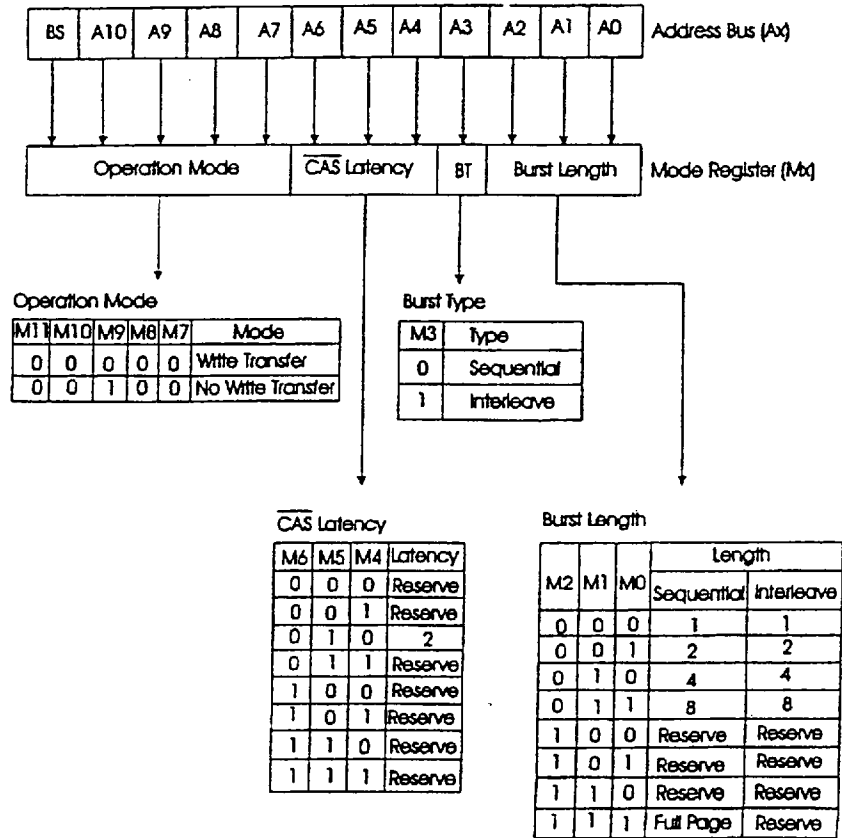 BS A10 A9 A8 A7 A6 A5 A4 A3 A2 A1 A0 Address Bus (Ax)
Operation Mode CAS Latency BT Burst Length Mode Register (Mx)
Operation Mode
M11 M10 M9 M8 M7 Mode
0 0 0 0 0 Write Transfer
0 0 1 0 0 No Write Transfer
Burst Type
M3 Type
0 Sequential
1 Interleave
CAS Latency
M6 M5 M4 Latency
0 0 0 Reserve
0 0 1 Reserve
0 1 0 2
0 1 1 Reserve
1 0 0 Reserve
1 0 1 Reserve
1 1 0 Reserve
1 1 1 Reserve
Burst Length
M2 M1 M0 Length
Sequential Interleave
0 0 0 1 1
0 0 1 2 2
0 1 0 4 4
0 1 1 8 8
1 0 0 Reserve Reserve
1 0 1 Reserve Reserve
1 1 0 Reserve Reserve
1 1 1 Full Page Reserve